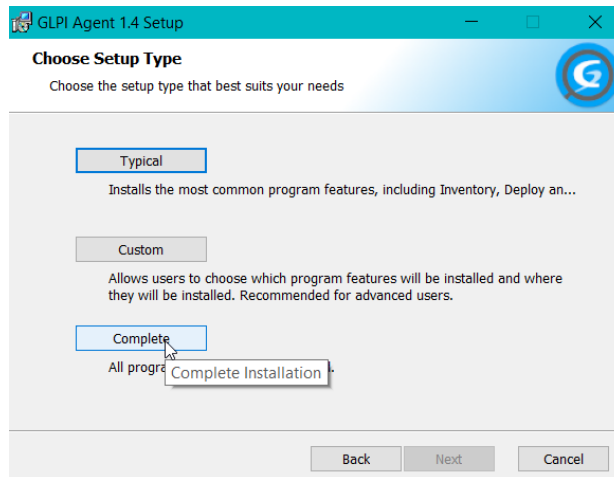 GLPI Agent 1.4 Setup
Choose Setup Type
Choose the setup type that best suits your needs
Typical
Installs the most common program features, including Inventory, Deploy an...
Custom
Allows users to choose which program features will be installed and where
they will be installed. Recommended for advanced users.
Complete
All progra
Complete Installation
Back Next Cancel